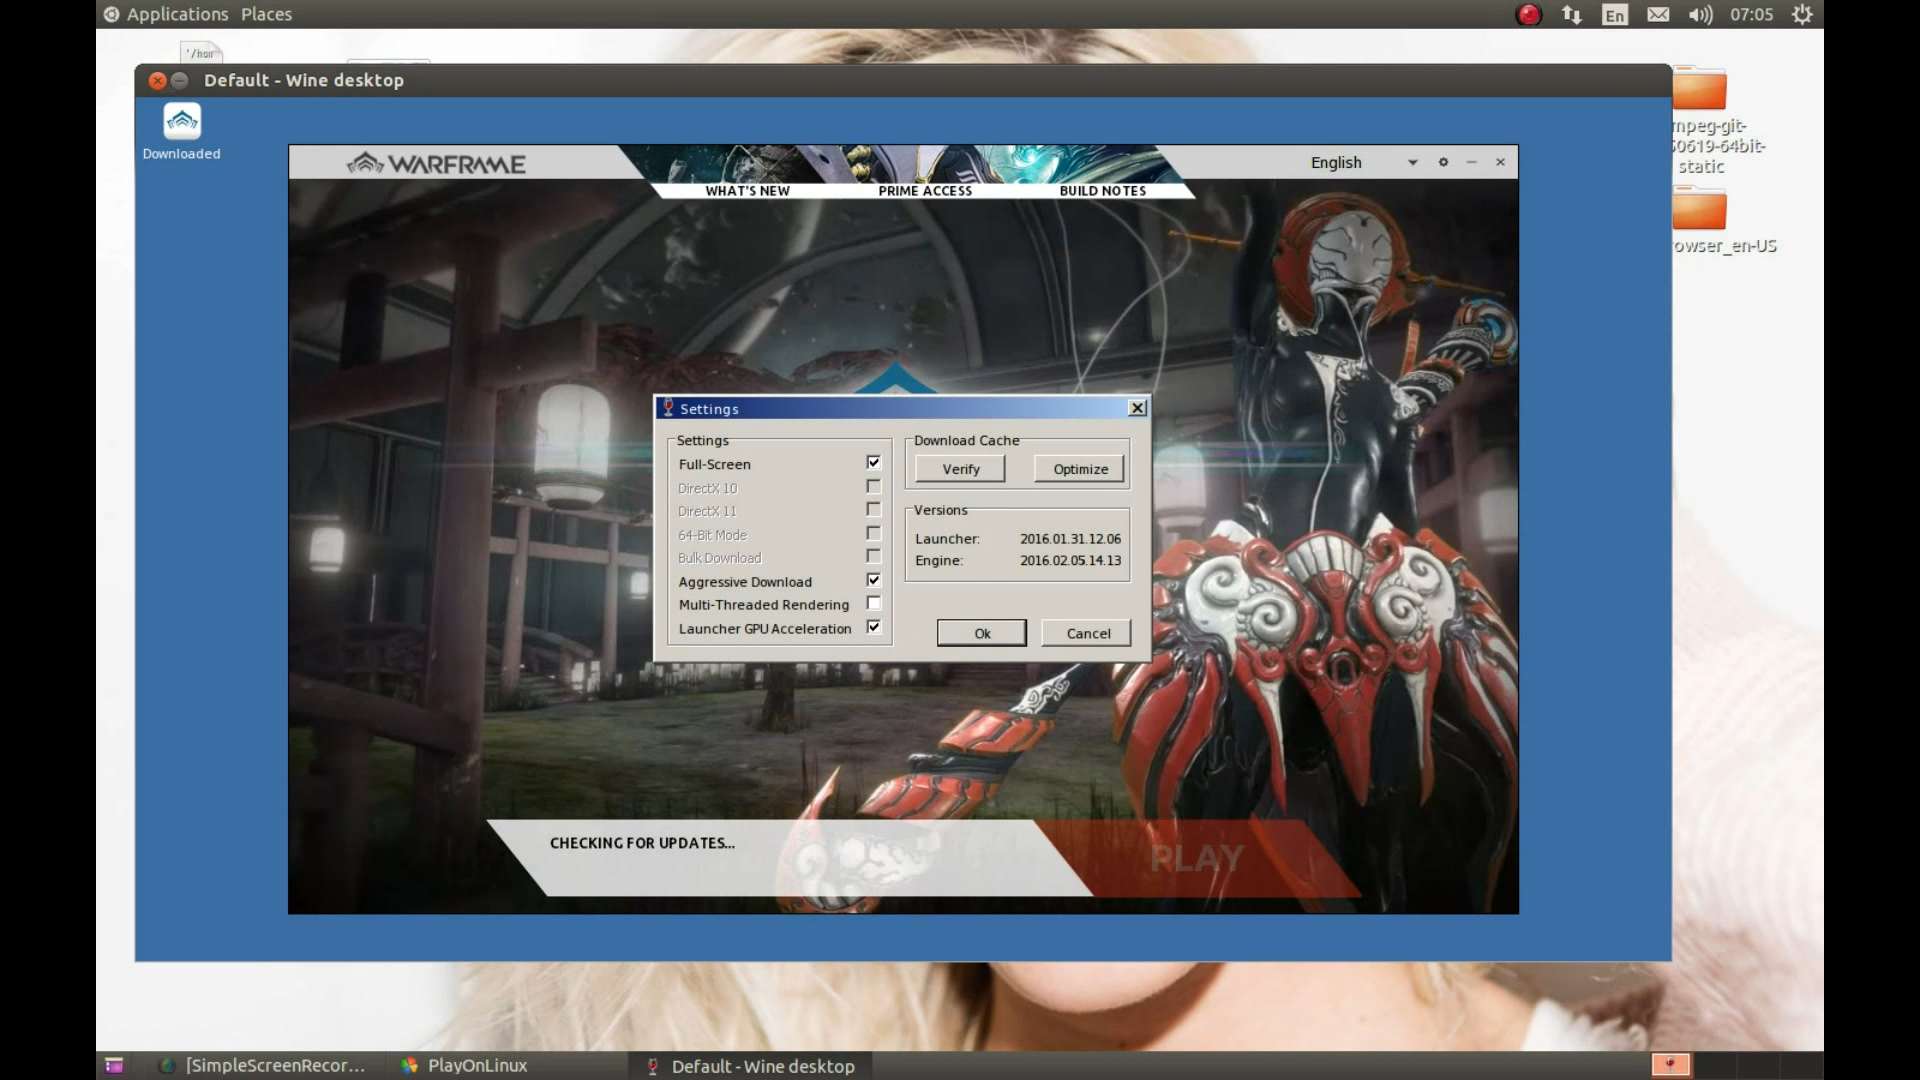 Applications Places
En
07:05
'/hom
Default - Wine desktop
Downloaded
mpeg-git-
50619-64bit-
static
owser_en-US
WARFRAME
English
WHAT'S NEW PRIME ACCESS BUILD NOTES
Settings
Settings
Full-Screen
DirectX 10
DirectX 11
64-Bit Mode
Bulk Download
Aggressive Download
Multi-Threaded Rendering
Launcher GPU Acceleration
Download Cache
Verify Optimize
Versions
Launcher: 2016.01.31.12.06
Engine: 2016.02.05.14.13
Ok Cancel
CHECKING FOR UPDATES...
PLAY
[SimpleScreenRecor... PlayOnLinux Default - Wine desktop